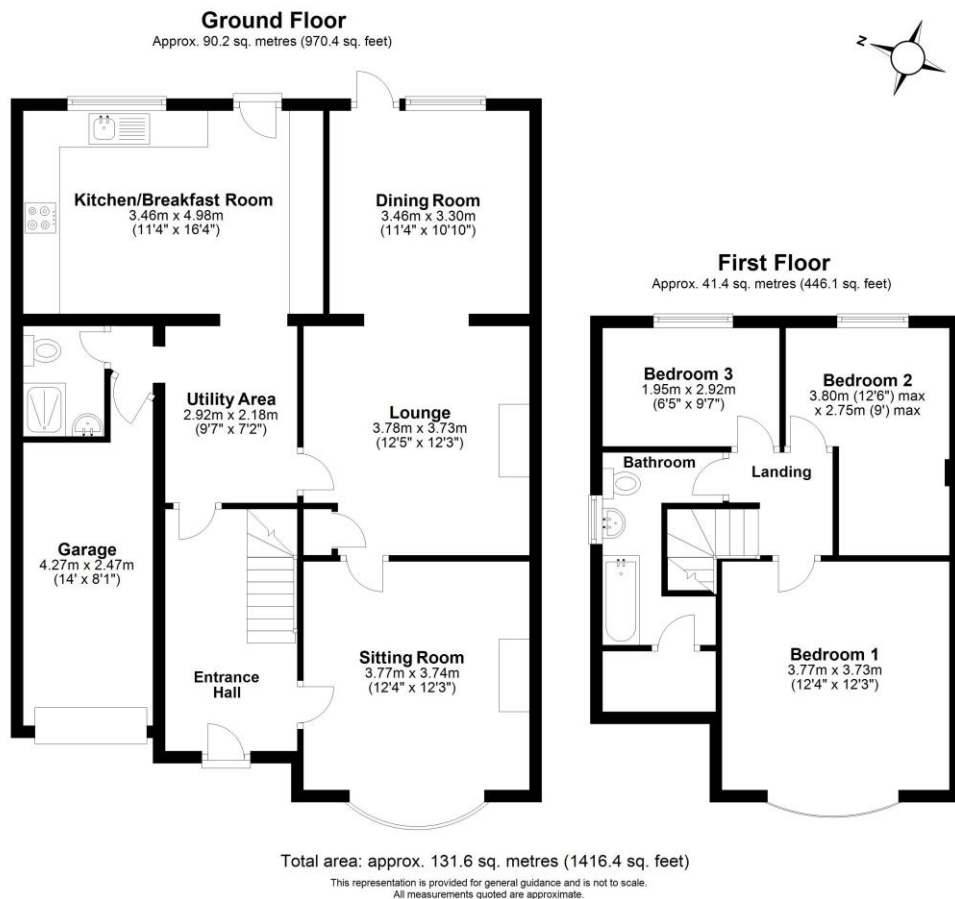 Ground Floor
Approx. 90.2 sq. metres (970.4 sq. feet)
N
Kitchen/Breakfast Room
3.46m x 4.98m
(11'4" x 16'4")
Dining Room
3.46m x 3.30m
(11'4" x 10'10")
Utility Area
2.92m x 2.18m
(9'7" x 7'2")
Lounge
3.78m x 3.73m
(12'5" x 12'3")
Garage
4.27m x 2.47m
(14' x 8'1")
Entrance
Hall
Sitting Room
3.77m x 3.74m
(12'4" x 12'3")
First Floor
Approx. 41.4 sq. metres (446.1 sq. feet)
Bedroom 3
1.95m x 2.92m
(6'5" x 9'7")
Bedroom 2
3.80m (12'6") max
x 2.75m (9') max
Bathroom
Landing
Bedroom 1
3.77m x 3.73m
(12'4" x 12'3")
Total area: approx. 131.6 sq. metres (1416.4 sq. feet)
This representation is provided for general guidance and is not to scale.
All measurements quoted are approximate.